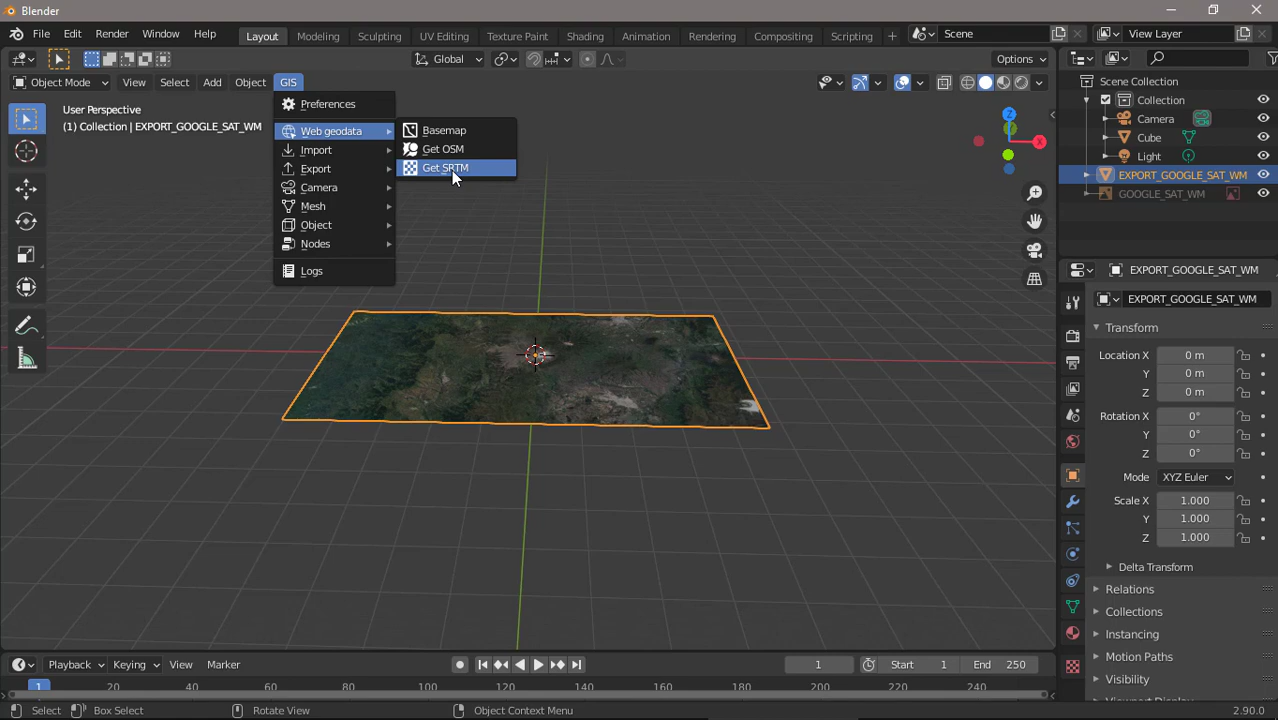 Blender
File Edit Render Window Help
Layout Modeling Sculpting UV Editing Texture Paint Shading Animation Rendering Compositing Scripting
Scene
View Layer
Global
Options
Object Mode View Select Add Object GIS
User Perspective
(1) Collection | EXPORT_GOOGLE_SAT_WM
Preferences
Web geodata
Import
Export
Camera
Mesh
Object
Nodes
Logs
Basemap
Get OSM
Get SRTM
Z
X
Scene Collection
Collection
Camera
Cube
Light
EXPORT_GOOGLE_SAT_WM
GOOGLE_SAT_WM
EXPORT_GOOGLE_SAT_WM
EXPORT_GOOGLE_SAT_WM
Transform
Location X 0 m
Y 0 m
Z 0 m
Rotation X 0°
Y 0°
Z 0°
Mode XYZ Euler
Scale X 1.000
Y 1.000
Z 1.000
Delta Transform
Relations
Collections
Instancing
Motion Paths
Visibility
Viewport Display
Playback Keying View Marker
1
Start 1 End 250
1 20 40 60 80 100 120 140 160 180 200 220 240
Select Box Select Rotate View Object Context Menu 2.90.0